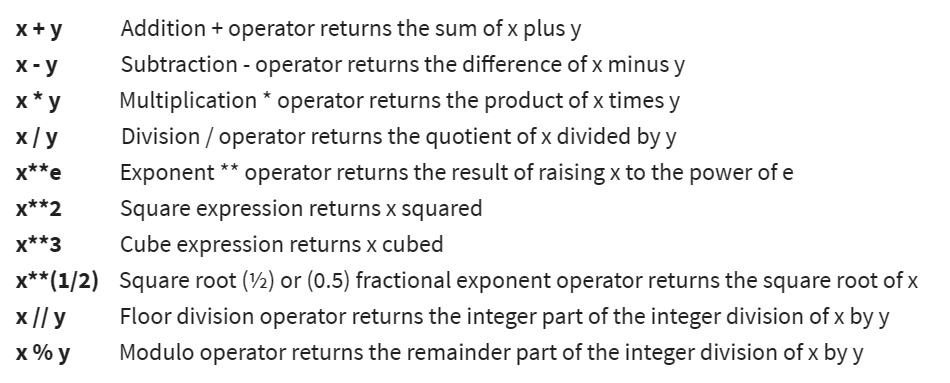 x + y Addition + operator returns the sum of x plus y
x - y Subtraction - operator returns the difference of x minus y
x * y Multiplication * operator returns the product of x times y
x / y Division / operator returns the quotient of x divided by y
x**e Exponent ** operator returns the result of raising x to the power of e
x**2 Square expression returns x squared
x**3 Cube expression returns x cubed
x**(1/2) Square root (½) or (0.5) fractional exponent operator returns the square root of x
x // y Floor division operator returns the integer part of the integer division of x by y
x % y Modulo operator returns the remainder part of the integer division of x by y